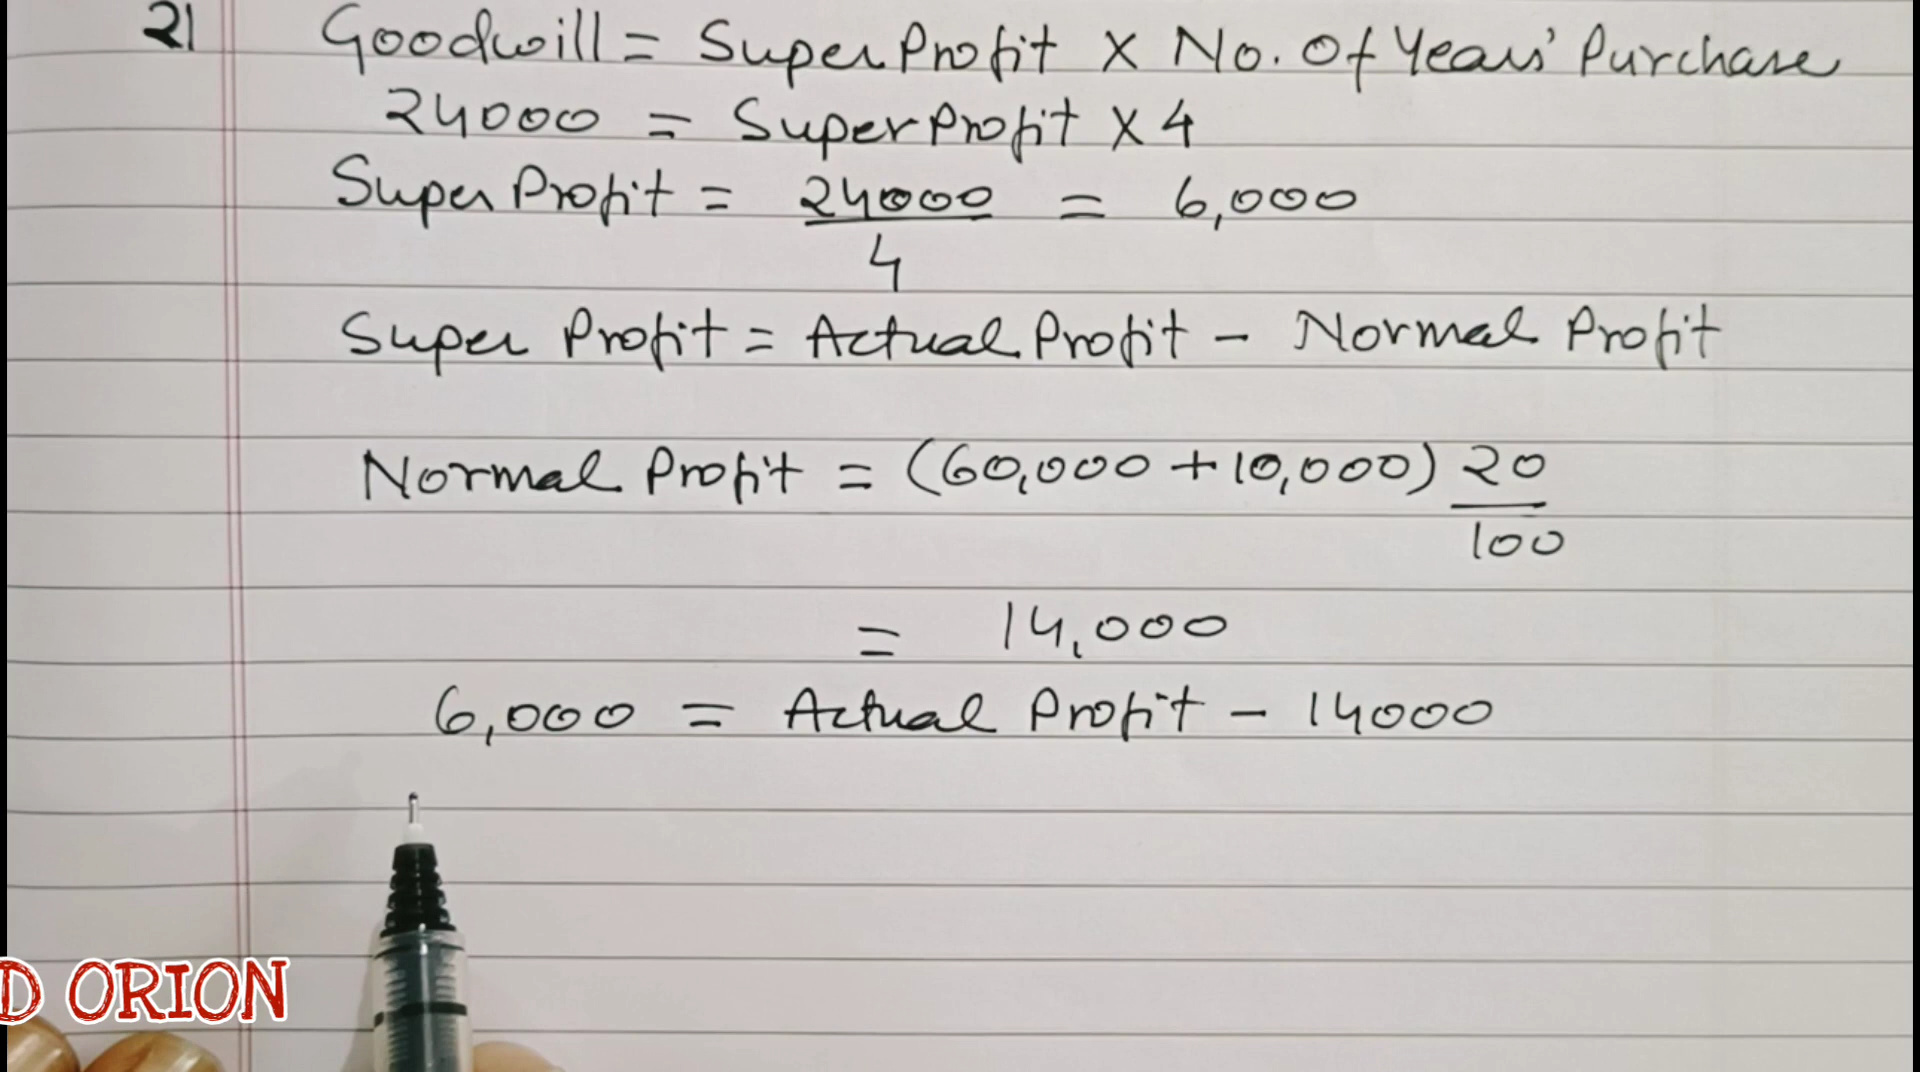 21 Goodwill = Super Profit X No. Of Years' Purchase
24000 = Super Profit X 4
Super Profit = 24000 = 6,000
4
Super Profit = Actual Profit - Normal Profit
Normal Profit = (60,000 + 10,000) 20
100
= 14,000
6,000 = Actual Profit - 14000
D ORION